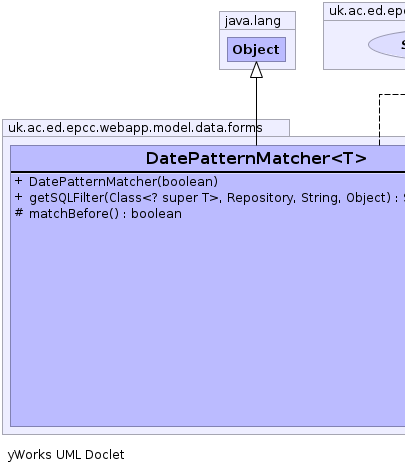 java.lang
Object
uk.ac.ed.epc
S
uk.ac.ed.epcc.webapp.model.data.forms
DatePatternMatcher<T>
+ DatePatternMatcher(boolean)
+ getSQLFilter(Class<? super T>, Repository, String, Object) : S
# matchBefore() : boolean
yWorks UML Doclet